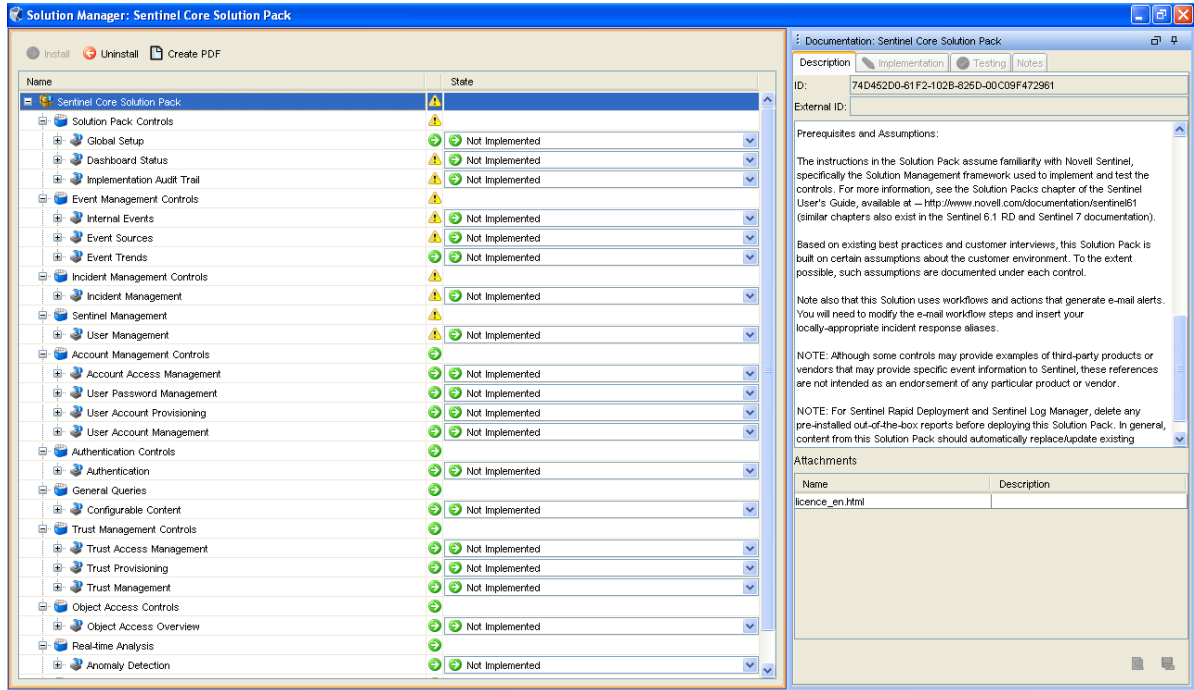 Solution Manager: Sentinel Core Solution Pack
Install
Uninstall
Create PDF
Name
State
Sentinel Core Solution Pack
Solution Pack Controls
Global Setup
Not Implemented
Dashboard Status
Not Implemented
Implementation Audit Trail
Not Implemented
Event Management Controls
Internal Events
Not Implemented
Event Sources
Not Implemented
Event Trends
Not Implemented
Incident Management Controls
Incident Management
Not Implemented
Sentinel Management
User Management
Not Implemented
Account Management Controls
Account Access Management
Not Implemented
User Password Management
Not Implemented
User Account Provisioning
Not Implemented
User Account Management
Not Implemented
Authentication Controls
Authentication
Not Implemented
General Queries
Configurable Content
Not Implemented
Trust Management Controls
Trust Access Management
Not Implemented
Trust Provisioning
Not Implemented
Trust Management
Not Implemented
Object Access Controls
Object Access Overview
Not Implemented
Real-time Analysis
Anomaly Detection
Not Implemented
Documentation: Sentinel Core Solution Pack
Description
Implementation
Testing
Notes
ID:
74D452D0-61F2-102B-825D-00C09F472961
External ID:
Prerequisites and Assumptions:
The instructions in the Solution Pack assume familiarity with Novell Sentinel,
specifically the Solution Management framework used to implement and test the
controls. For more information, see the Solution Packs chapter of the Sentinel
User's Guide, available at -- http://www.novell.com/documentation/sentinel61
(similar chapters also exist in the Sentinel 6.1 RD and Sentinel 7 documentation).
Based on existing best practices and customer interviews, this Solution Pack is
built on certain assumptions about the customer environment. To the extent
possible, such assumptions are documented under each control.
Note also that this Solution uses workflows and actions that generate e-mail alerts.
You will need to modify the e-mail workflow steps and insert your
locally-appropriate incident response aliases.
NOTE: Although some controls may provide examples of third-party products or
vendors that may provide specific event information to Sentinel, these references
are not intended as an endorsement of any particular product or vendor.
NOTE: For Sentinel Rapid Deployment and Sentinel Log Manager, delete any
pre-installed out-of-the-box reports before deploying this Solution Pack. In general,
content from this Solution Pack should automatically replace/update existing
Attachments
Name
Description
licence_en.html